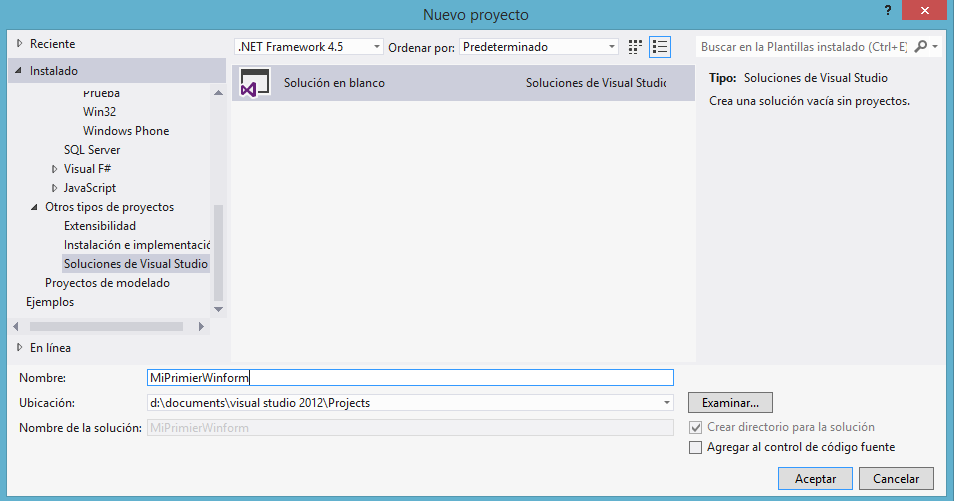 Nuevo proyecto
?
Reciente
.NET Framework 4.5
Ordenar por: Predeterminado
Buscar en la Plantillas instalado (Ctrl+E)
Instalado
Prueba
Win32
Windows Phone
SQL Server
Visual F#
JavaScript
Otros tipos de proyectos
Extensibilidad
Instalación e implementació
Soluciones de Visual Studio
Proyectos de modelado
Ejemplos
En línea
Solución en blanco Soluciones de Visual Studio
Tipo: Soluciones de Visual Studio
Crea una solución vacía sin proyectos.
Nombre: MiPrimierWinform
Ubicación: d:\documents\visual studio 2012\Projects Examinar...
Nombre de la solución: MiPrimierWinform
Crear directorio para la solución
Agregar al control de código fuente
Aceptar Cancelar